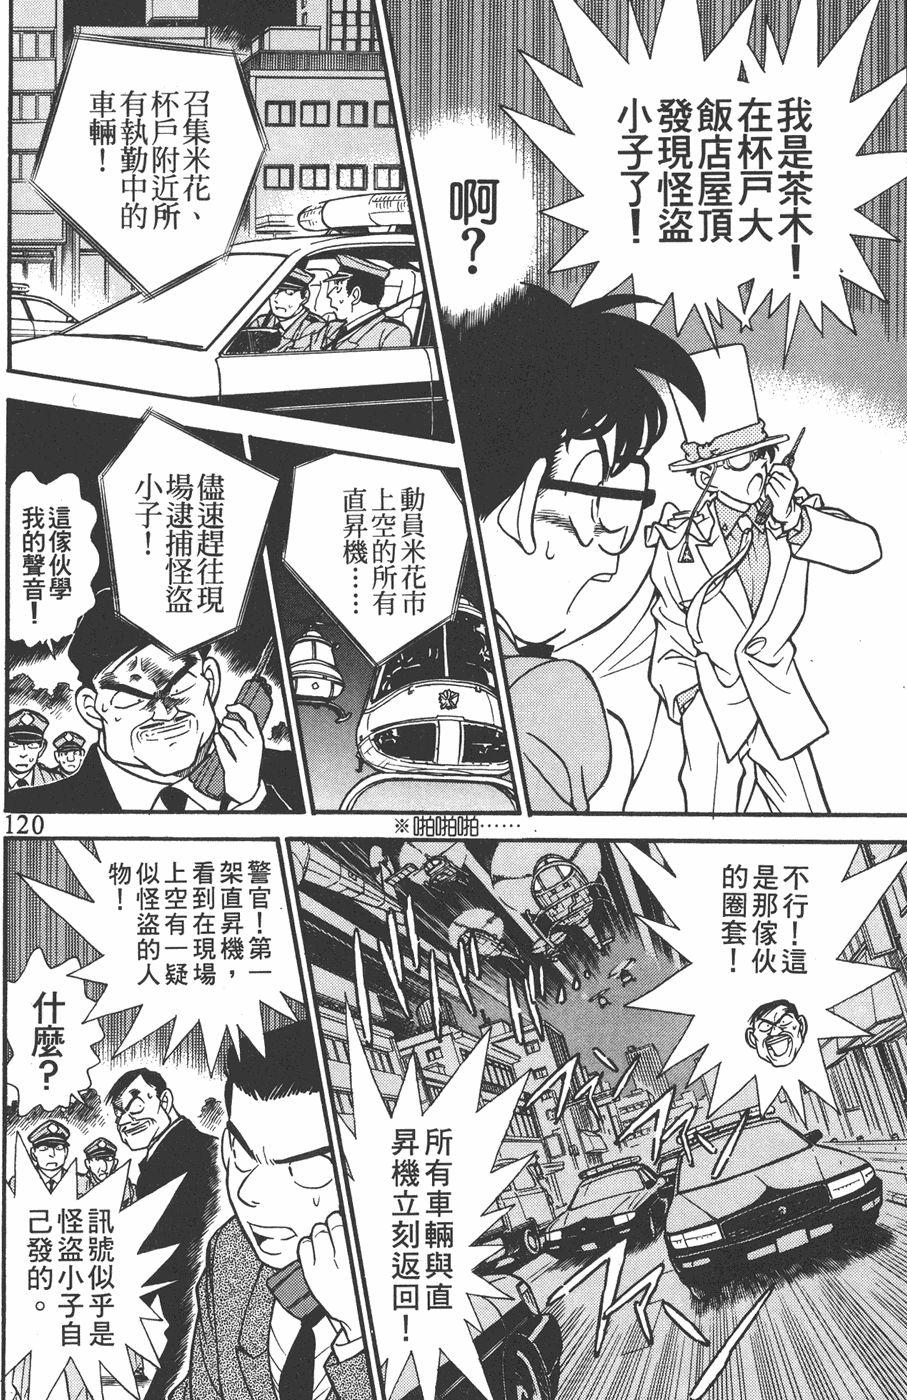 我是茶木！
在杯戸大
飯店屋頂
發現怪盜
小子了！
啊？
召集米花、
杯戶附近所
有執勤中的
車輛！
動員米花市
上空的所有
直昇機……
儘速趕往現
場逮捕怪盜
小子！
這傢伙學
我的聲音！
120
※啪啪啪……
不行！這
是那傢伙
的圈套！
所有車輛與直
昇機立刻返回！
警官！第一
架直昇機，
看到在現場
上空有一疑
似怪盜的人
物！
什麼？
訊號似乎是
怪盜小子自
己發的。